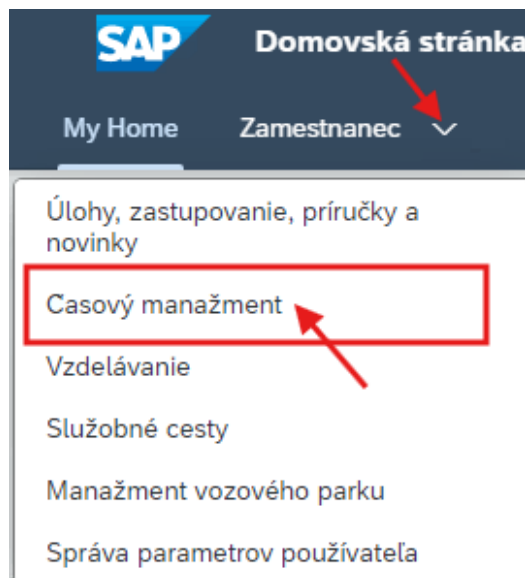 SAP Domovská stránka
My Home Zamestnanec
Úlohy, zastupovanie, príručky a
novinky
Časový manažment
Vzdelávanie
Služobné cesty
Manažment vozového parku
Správa parametrov používateľa